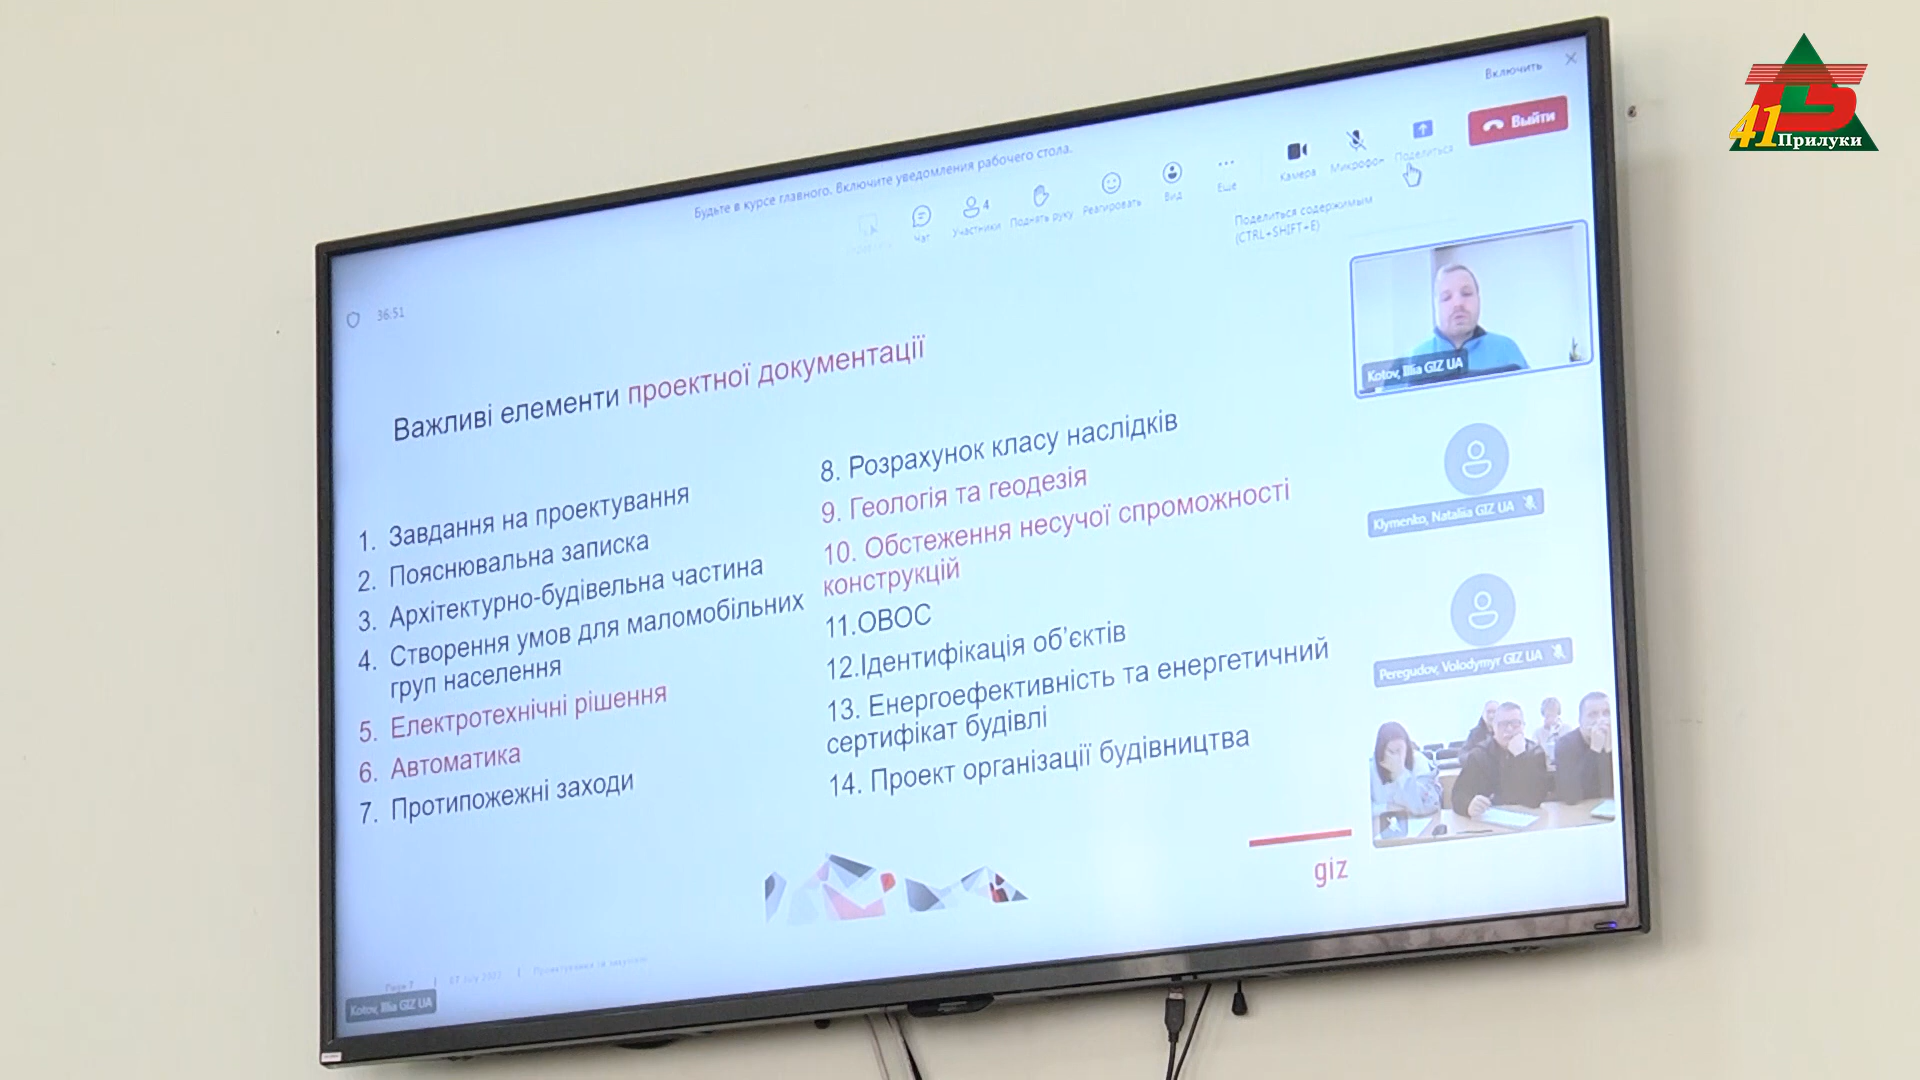 41 Прилуки
Включить
Будьте в курсе главного. Включите уведомления рабочего стола.
Чат
4
Участники
Поднять руку
Реагировать
Вид
Еще
Камера
Микрофон
Поделиться
Выйти
Поделиться содержимым
(CTRL+SHIFT+E)
36:51
Kotov, Illia GIZ UA
Важливі елементи проектної документації
1. Завдання на проектування
2. Пояснювальна записка
3. Архітектурно-будівельна частина
4. Створення умов для маломобільних
груп населення
5. Електротехнічні рішення
6. Автоматика
7. Протипожежні заходи
8. Розрахунок класу наслідків
9. Геологія та геодезія
10. Обстеження несучої спроможності
конструкцій
11.ОВОС
12.Ідентифікація об'єктів
13. Енергоефективність та енергетичний
сертифікат будівлі
14. Проект організації будівництва
Klymenko, Nataliia GIZ UA
Peregudov, Volodymyr GIZ UA
giz
Page 7
Kotov, Illia GIZ UA